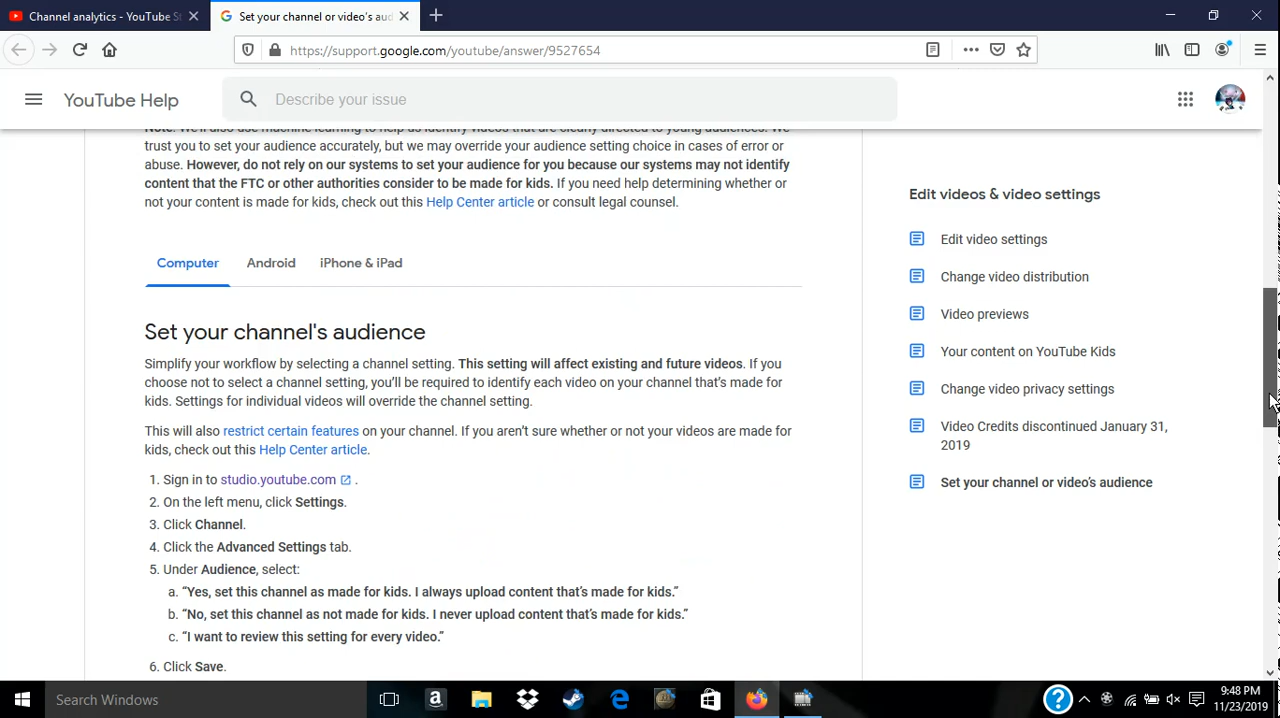 Channel analytics - YouTube St
Set your channel or video's aud
https://support.google.com/youtube/answer/9527654
YouTube Help
Describe your issue
Note: We'll also use machine learning to help us identify videos that are clearly directed to young audiences. We
trust you to set your audience accurately, but we may override your audience setting choice in cases of error or
abuse. However, do not rely on our systems to set your audience for you because our systems may not identify
content that the FTC or other authorities consider to be made for kids. If you need help determining whether or
not your content is made for kids, check out this Help Center article or consult legal counsel.
Computer
Android
iPhone & iPad
Set your channel's audience
Simplify your workflow by selecting a channel setting. This setting will affect existing and future videos. If you
choose not to select a channel setting, you'll be required to identify each video on your channel that's made for
kids. Settings for individual videos will override the channel setting.
This will also restrict certain features on your channel. If you aren't sure whether or not your videos are made for
kids, check out this Help Center article.
1. Sign in to studio.youtube.com .
2. On the left menu, click Settings.
3. Click Channel.
4. Click the Advanced Settings tab.
5. Under Audience, select:
a. “Yes, set this channel as made for kids. I always upload content that’s made for kids.”
b. “No, set this channel as not made for kids. I never upload content that’s made for kids.”
c. “I want to review this setting for every video.”
6. Click Save.
Edit videos & video settings
Edit video settings
Change video distribution
Video previews
Your content on YouTube Kids
Change video privacy settings
Video Credits discontinued January 31,
2019
Set your channel or video's audience
Search Windows
9:48 PM
11/23/2019